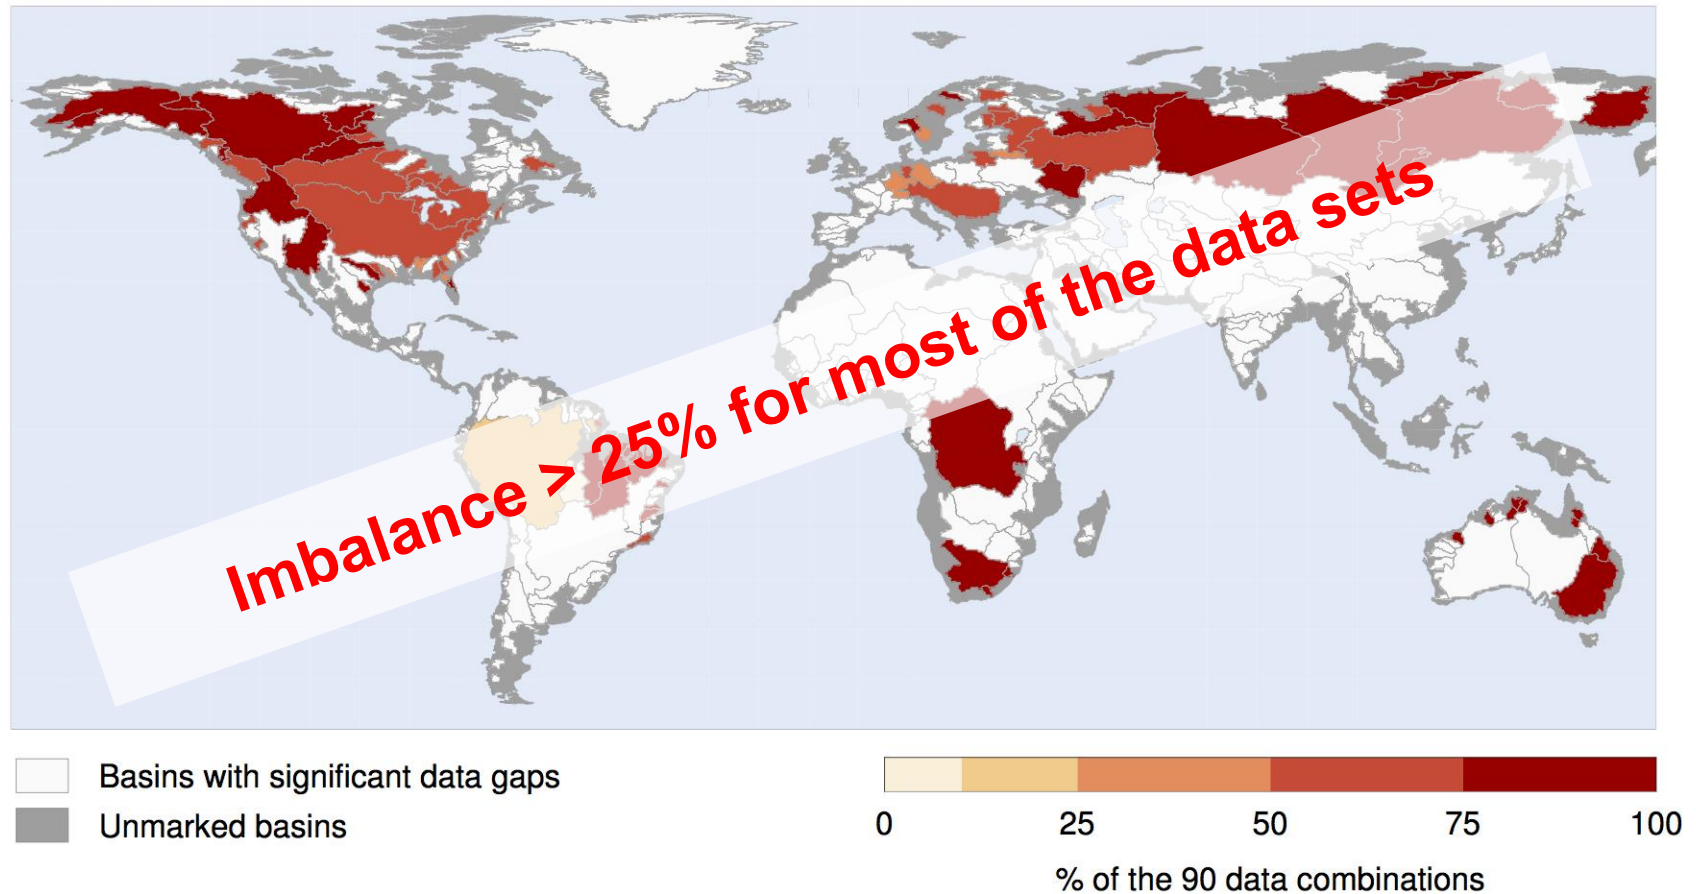 Imbalance > 25% for most of the data sets
Basins with significant data gaps
Unmarked basins
0 25 50 75 100
% of the 90 data combinations